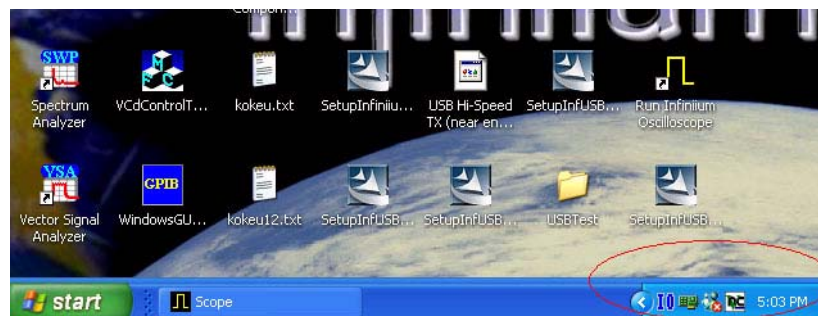 SWP
Spectrum
Analyzer
M
F
C
VCdControlT...
kokeu.txt
SetupInfiniiu...
USB Hi-Speed
TX (near en...
SetupInfUSB...
Run Infiniium
Oscilloscope
VSA
Vector Signal
Analyzer
GPIB
WindowsGU...
kokeu12.txt
SetupInfUSB...
SetupInfUSB...
USBTest
SetupInfUSB...
start
Scope
IO
5:03 PM